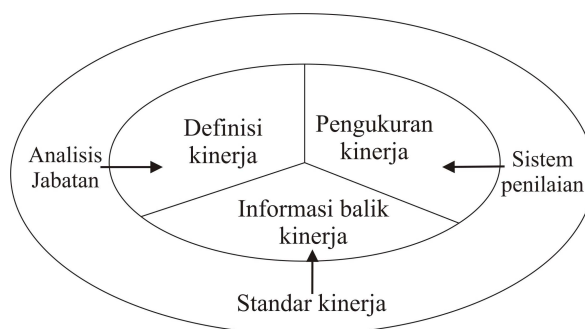 Definisi
kinerja
Pengukuran
kinerja
Analisis
Jabatan
Sistem
penilaian
Informasi balik
kinerja
Standar kinerja